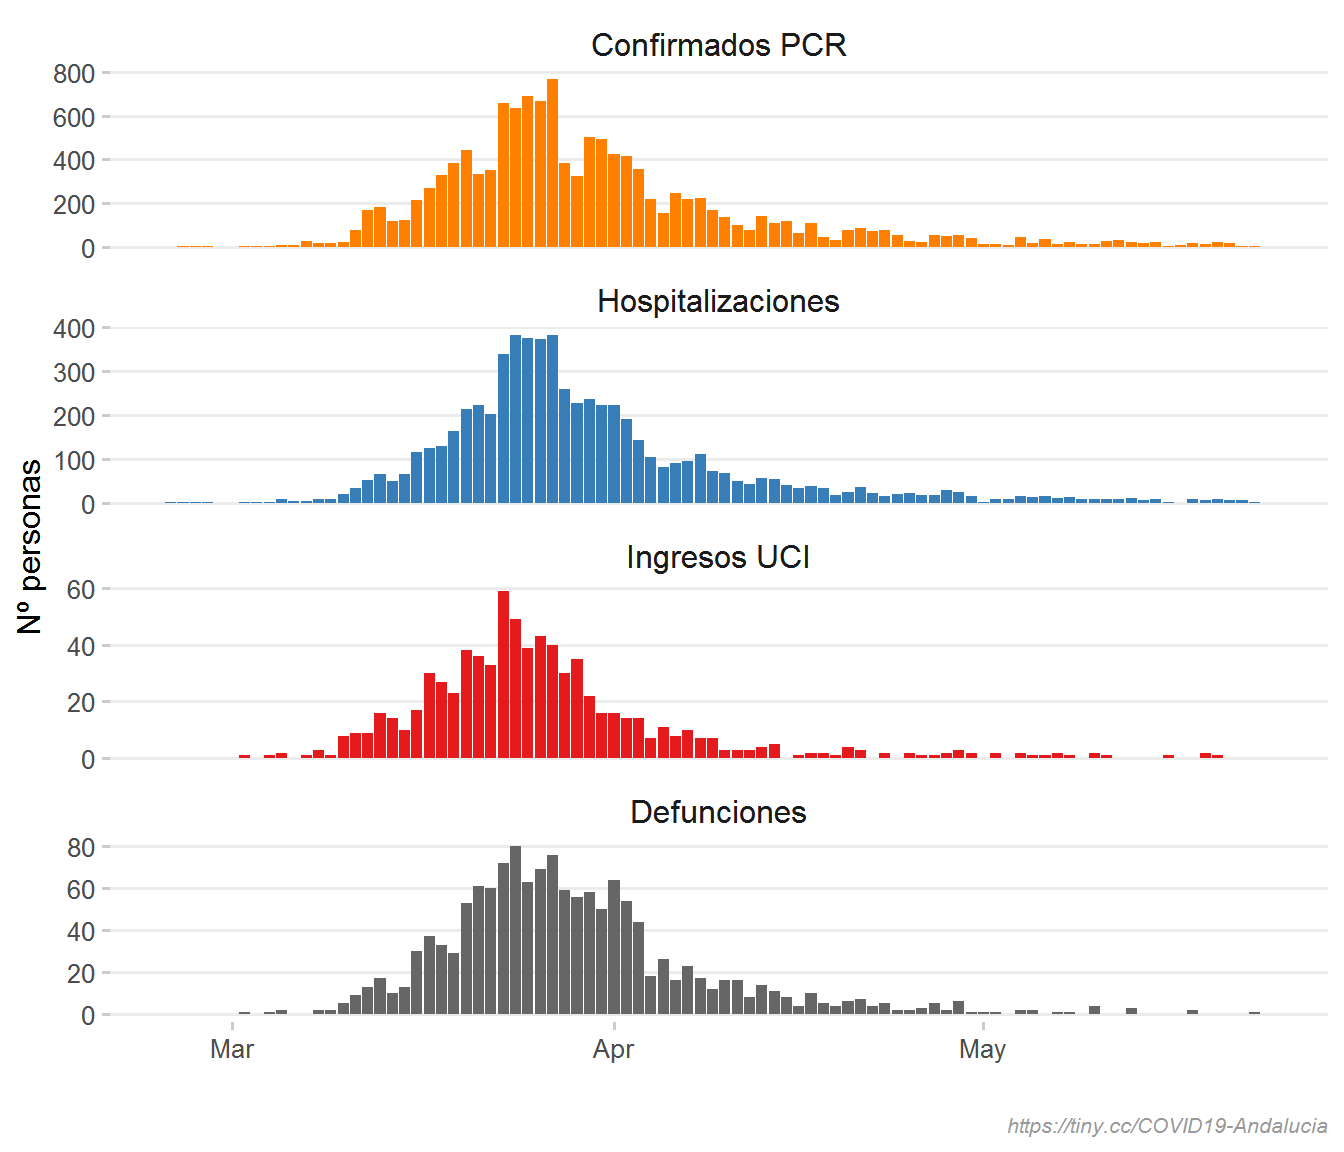 Confirmados PCR
800
600
400
200
0
Hospitalizaciones
400
300
200
100
0
Nº personas
Ingresos UCI
60
40
20
0
Defunciones
80
60
40
20
0
Mar Apr May
https://tiny.cc/COVID19-Andalucia